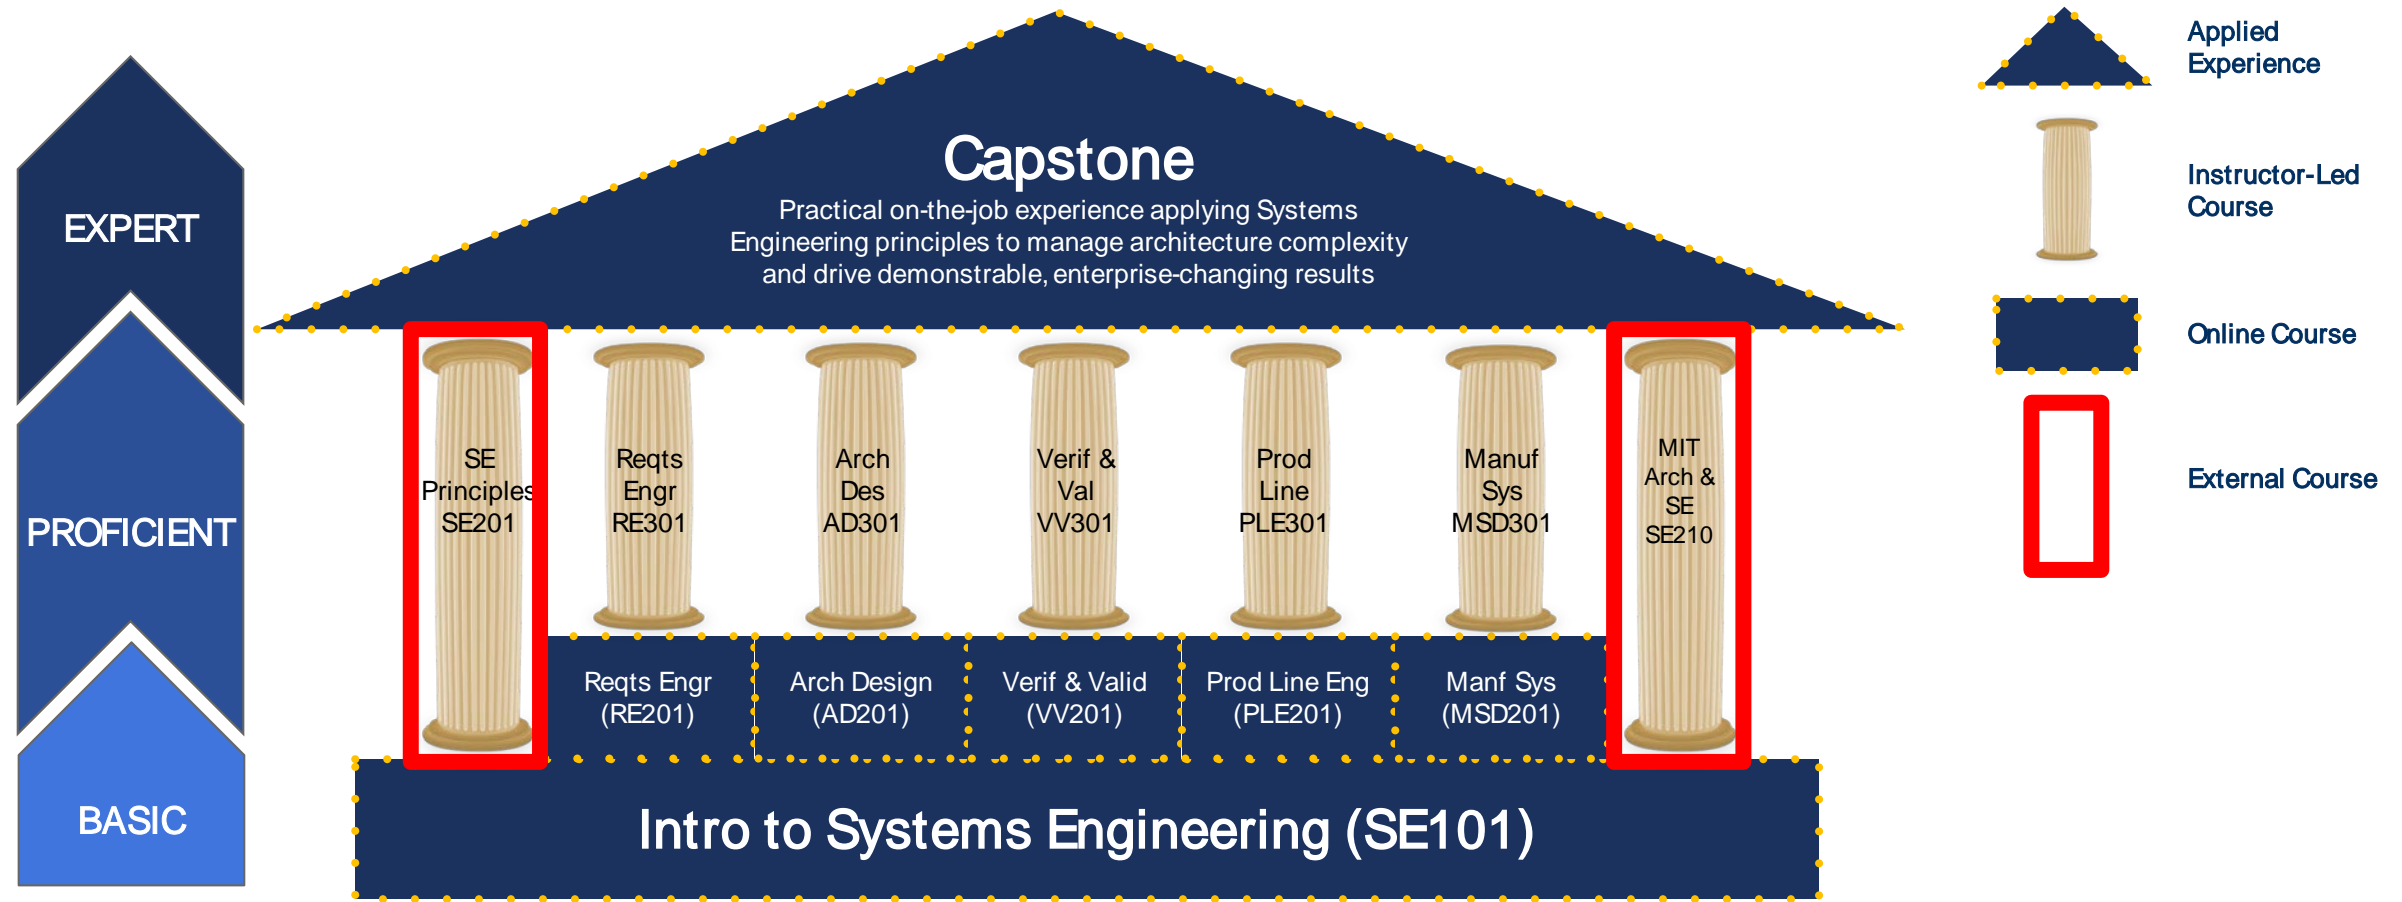 Capstone
Practical on-the-job experience applying Systems
Engineering principles to manage architecture complexity
and drive demonstrable, enterprise-changing results
EXPERT
PROFICIENT
BASIC
SE
Principles
SE201
Reqts
Engr
RE301
Arch
Des
AD301
Verif &
Val
VV301
Prod
Line
PLE301
Manuf
Sys
MSD301
MIT
Arch &
SE
SE210
Reqts Engr
(RE201)
Arch Design
(AD201)
Verif & Valid
(VV201)
Prod Line Eng
(PLE201)
Manf Sys
(MSD201)
Intro to Systems Engineering (SE101)
Applied
Experience
Instructor-Led
Course
Online Course
External Course